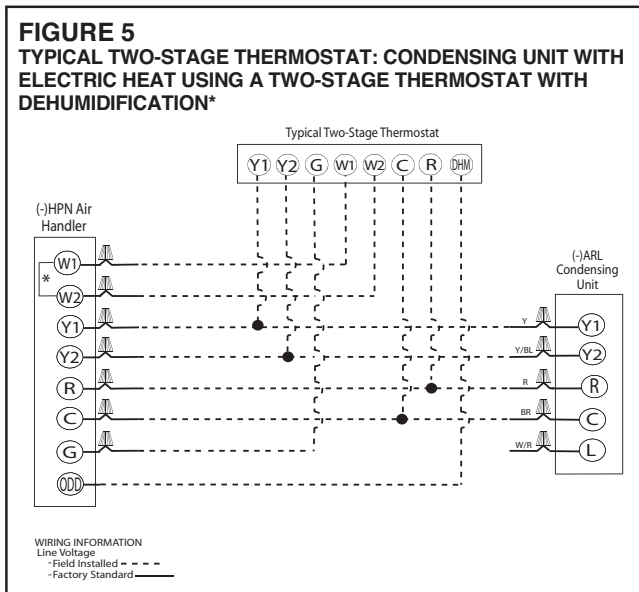 FIGURE 5
TYPICAL TWO-STAGE THERMOSTAT: CONDENSING UNIT WITH
ELECTRIC HEAT USING A TWO-STAGE THERMOSTAT WITH
DEHUMIDIFICATION*
Typical Two-Stage Thermostat
Y1 Y2 G W1 W2 C R DHM
(-)HPN Air
Handler
W1
*
W2
Y1
Y2
R
C
G
ODD
(-)ARL
Condensing
Unit
Y Y1
Y/BL Y2
R R
BR C
W/R L
WIRING INFORMATION
Line Voltage
-Field Installed
-Factory Standard